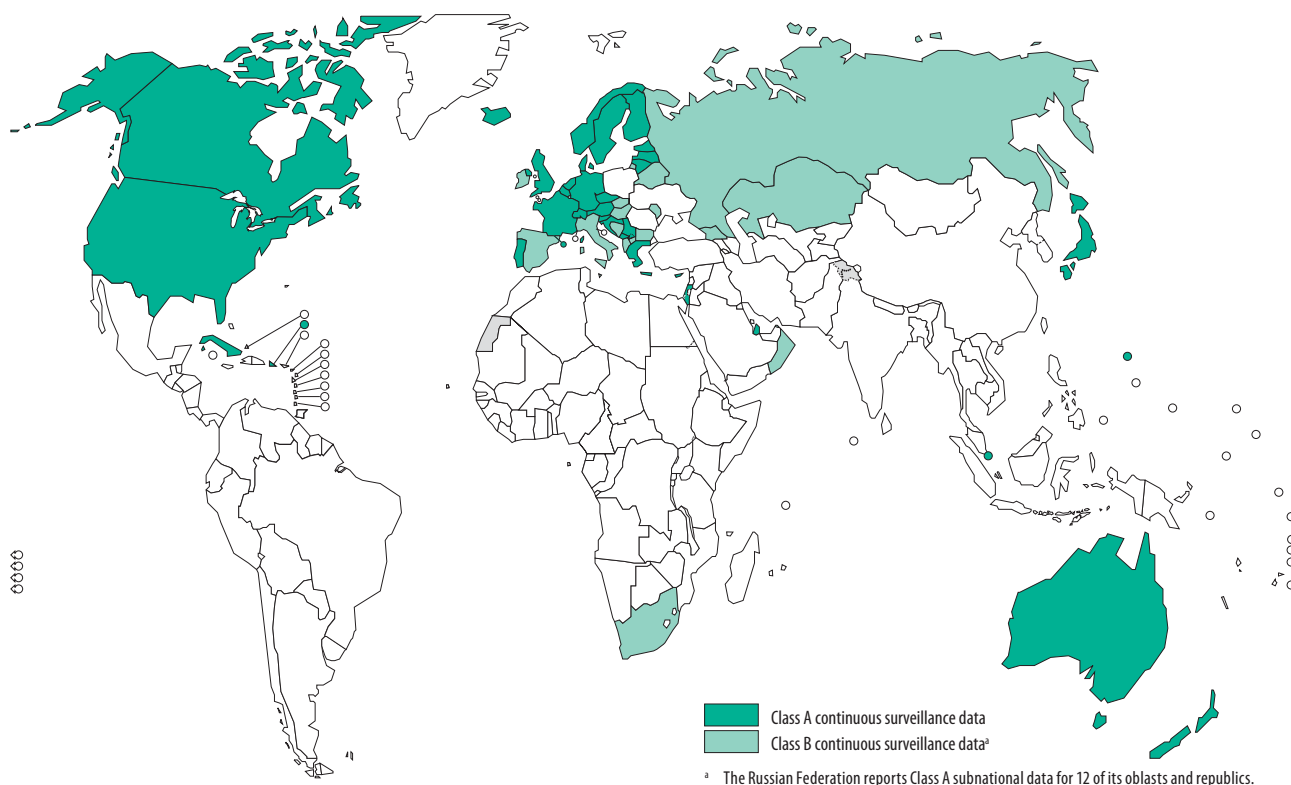 Class A continuous surveillance data
Class B continuous surveillance dataᵃ
ᵃ The Russian Federation reports Class A subnational data for 12 of its oblasts and republics.